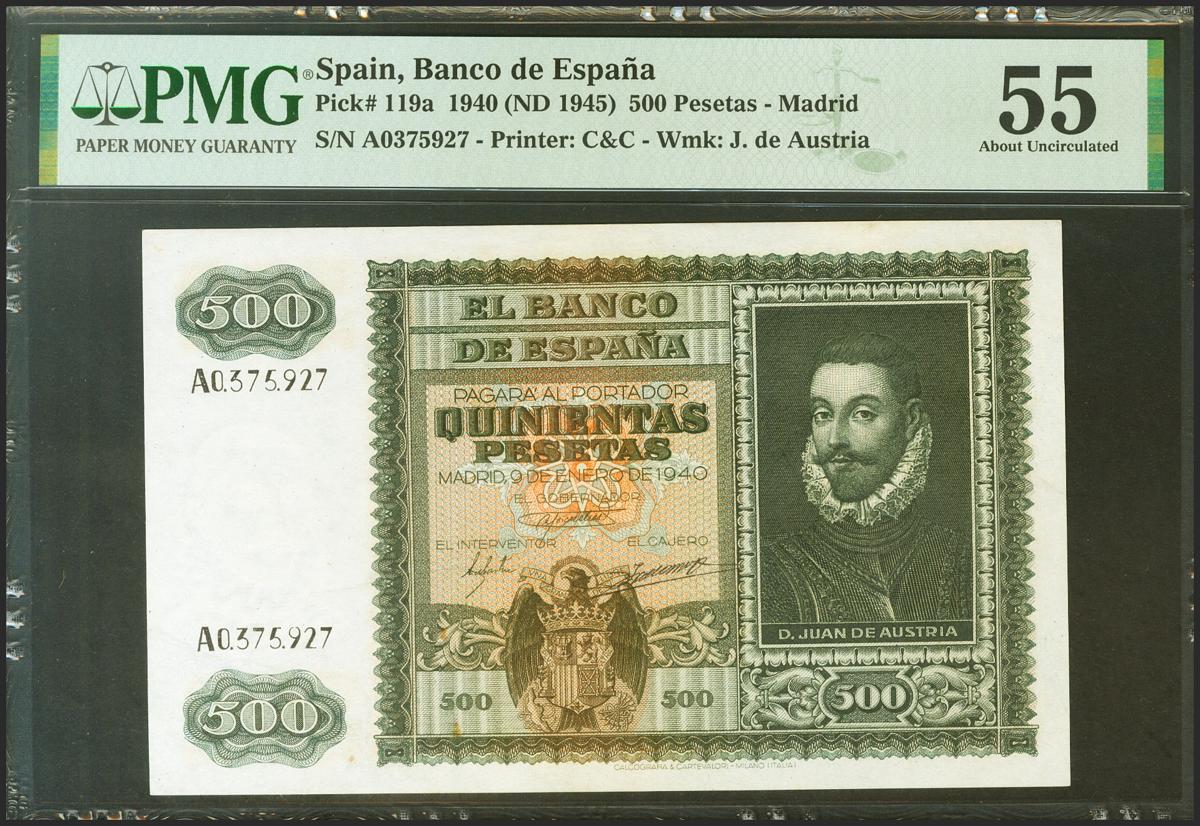 PMG®
PAPER MONEY GUARANTY
Spain, Banco de España
Pick# 119a 1940 (ND 1945) 500 Pesetas - Madrid
S/N A0375927 - Printer: C&C - Wmk: J. de Austria
55
About Uncirculated
500
A0.375.927
EL BANCO
DE ESPAÑA
PAGARÁ AL PORTADOR
QUINIENTAS
PESETAS
MADRID, 9 DE ENERO DE 1940
EL GOBERNADOR
EL INTERVENTOR
EL CAJERO
D. JUAN DE AUSTRIA
A0.375.927
500
500
500
500
CALCOGRAFIA & CARTEVALORI - MILANO (ITALIA)